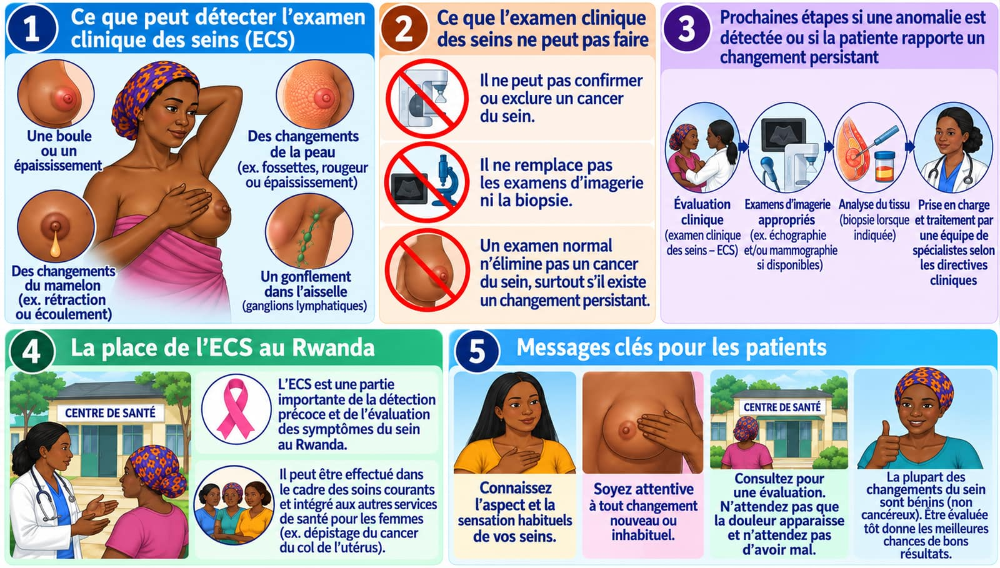 1
Ce que peut détecter l'examen
clinique des seins (ECS)
Une boule
ou un
épaississement
Des changements
de la peau
(ex. fossettes, rougeur
ou épaississement)
Des changements
du mamelon
(ex. rétraction
ou écoulement)
Un gonflement
dans l'aisselle
(ganglions lymphatiques)
2
Ce que l'examen clinique
des seins ne peut pas faire
Il ne peut pas confirmer
ou exclure un cancer
du sein.
Il ne remplace pas
les examens d'imagerie
ni la biopsie.
Un examen normal
n'élimine pas un cancer
du sein, surtout s'il existe
un changement persistant.
3
Prochaines étapes si une anomalie est
détectée ou si la patiente rapporte un
changement persistant
Évaluation
clinique
(examen clinique
des seins – ECS)
Examens d'imagerie
appropriés
(ex. échographie
et/ou mammographie
si disponibles)
Analyse du tissu
(biopsie lorsque
indiquée)
Prise en charge
et traitement par
une équipe de
spécialistes selon
les directives
cliniques
4
La place de l'ECS au Rwanda
CENTRE DE SANTÉ
L'ECS est une partie
importante de la détection
précoce et de l'évaluation
des symptômes du sein
au Rwanda.
Il peut être effectué dans
le cadre des soins courants
et intégré aux autres services
de santé pour les femmes
(ex. dépistage du cancer
du col de l'utérus).
5
Messages clés pour les patients
Connaissez
l'aspect et la
sensation habituels
de vos seins.
Soyez attentive
à tout changement
nouveau ou
inhabituel.
CENTRE DE SANTÉ
Consultez pour
une évaluation.
N'attendez pas que
la douleur apparaisse
et n'attendez pas
d'avoir mal.
La plupart des
changements du sein
sont bénins (non
cancéreux). Être évaluée
tôt donne les meilleures
chances de bons
résultats.